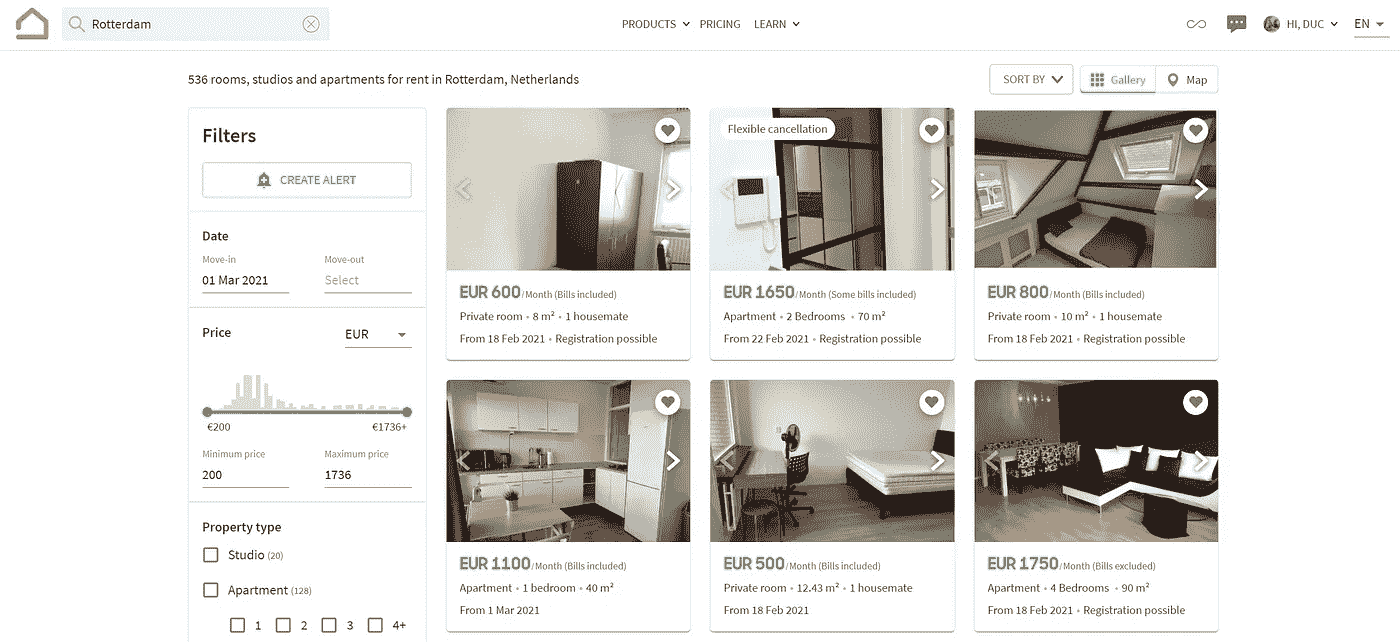 Rotterdam
PRODUCTS PRICING LEARN
HI, DUC EN
536 rooms, studios and apartments for rent in Rotterdam, Netherlands
SORT BY Gallery Map
Filters
CREATE ALERT
Date
Move-in Move-out
01 Mar 2021 Select
Price EUR
€200 €1736+
Minimum price Maximum price
200 1736
Property type
Studio (20)
Apartment (128)
1 2 3 4+
EUR 600/Month (Bills included)
Private room • 8 m² • 1 housemate
From 18 Feb 2021 • Registration possible
Flexible cancellation
EUR 1650/Month (Some bills included)
Apartment • 2 Bedrooms • 70 m²
From 22 Feb 2021 • Registration possible
EUR 800/Month (Bills included)
Private room • 10 m² • 1 housemate
From 18 Feb 2021 • Registration possible
EUR 1100/Month (Bills included)
Apartment • 1 bedroom • 40 m²
From 1 Mar 2021
EUR 500/Month (Bills included)
Private room • 12.43 m² • 1 housemate
From 18 Feb 2021
EUR 1750/Month (Bills excluded)
Apartment • 4 Bedrooms • 90 m²
From 18 Feb 2021 • Registration possible